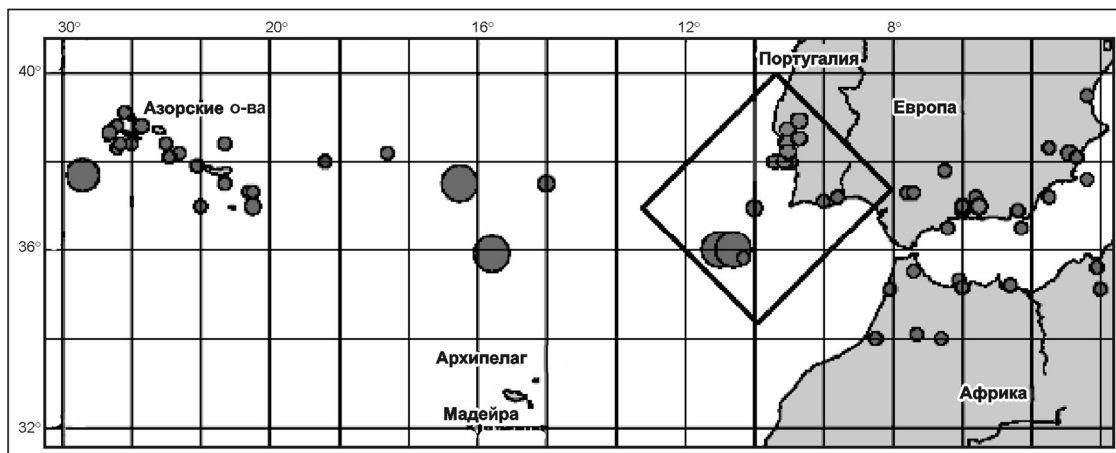 30° 20° 16° 12° 8°
Португалия
40°
Азорские о-ва
Европа
36°
Архипелаг
Африка
Мадейра
32°